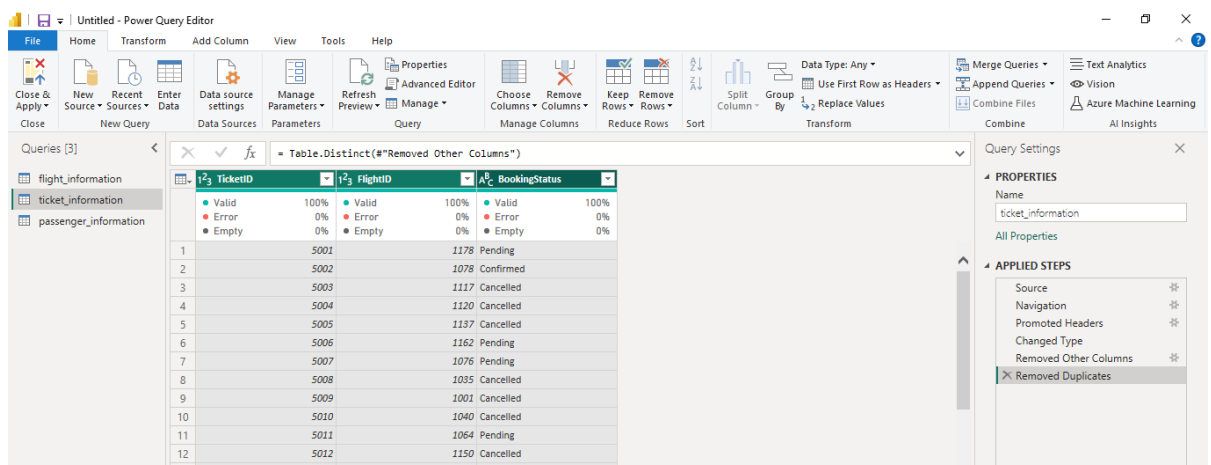 Untitled - Power Query Editor
File Home Transform Add Column View Tools Help
Close & Apply
New Source
Recent Sources
Enter Data
Data source settings
Manage Parameters
Refresh Preview
Properties
Advanced Editor
Manage
Choose Columns
Remove Columns
Keep Rows
Remove Rows
Split Column
Group By
Data Type: Any
Use First Row as Headers
Replace Values
Merge Queries
Append Queries
Combine Files
Text Analytics
Vision
Azure Machine Learning
Close New Query Data Sources Parameters Query Manage Columns Reduce Rows Sort Transform Combine AI Insights
Queries [3]
flight_information
ticket_information
passenger_information
fx = Table.Distinct(#"Removed Other Columns")
123 TicketID 123 FlightID ABC BookingStatus
Valid 100% Valid 100% Valid 100%
Error 0% Error 0% Error 0%
Empty 0% Empty 0% Empty 0%
1 5001 1178 Pending
2 5002 1078 Confirmed
3 5003 1117 Cancelled
4 5004 1120 Cancelled
5 5005 1137 Cancelled
6 5006 1162 Pending
7 5007 1076 Pending
8 5008 1035 Cancelled
9 5009 1001 Cancelled
10 5010 1040 Cancelled
11 5011 1064 Pending
12 5012 1150 Cancelled
Query Settings
PROPERTIES
Name
ticket_information
All Properties
APPLIED STEPS
Source
Navigation
Promoted Headers
Changed Type
Removed Other Columns
Removed Duplicates